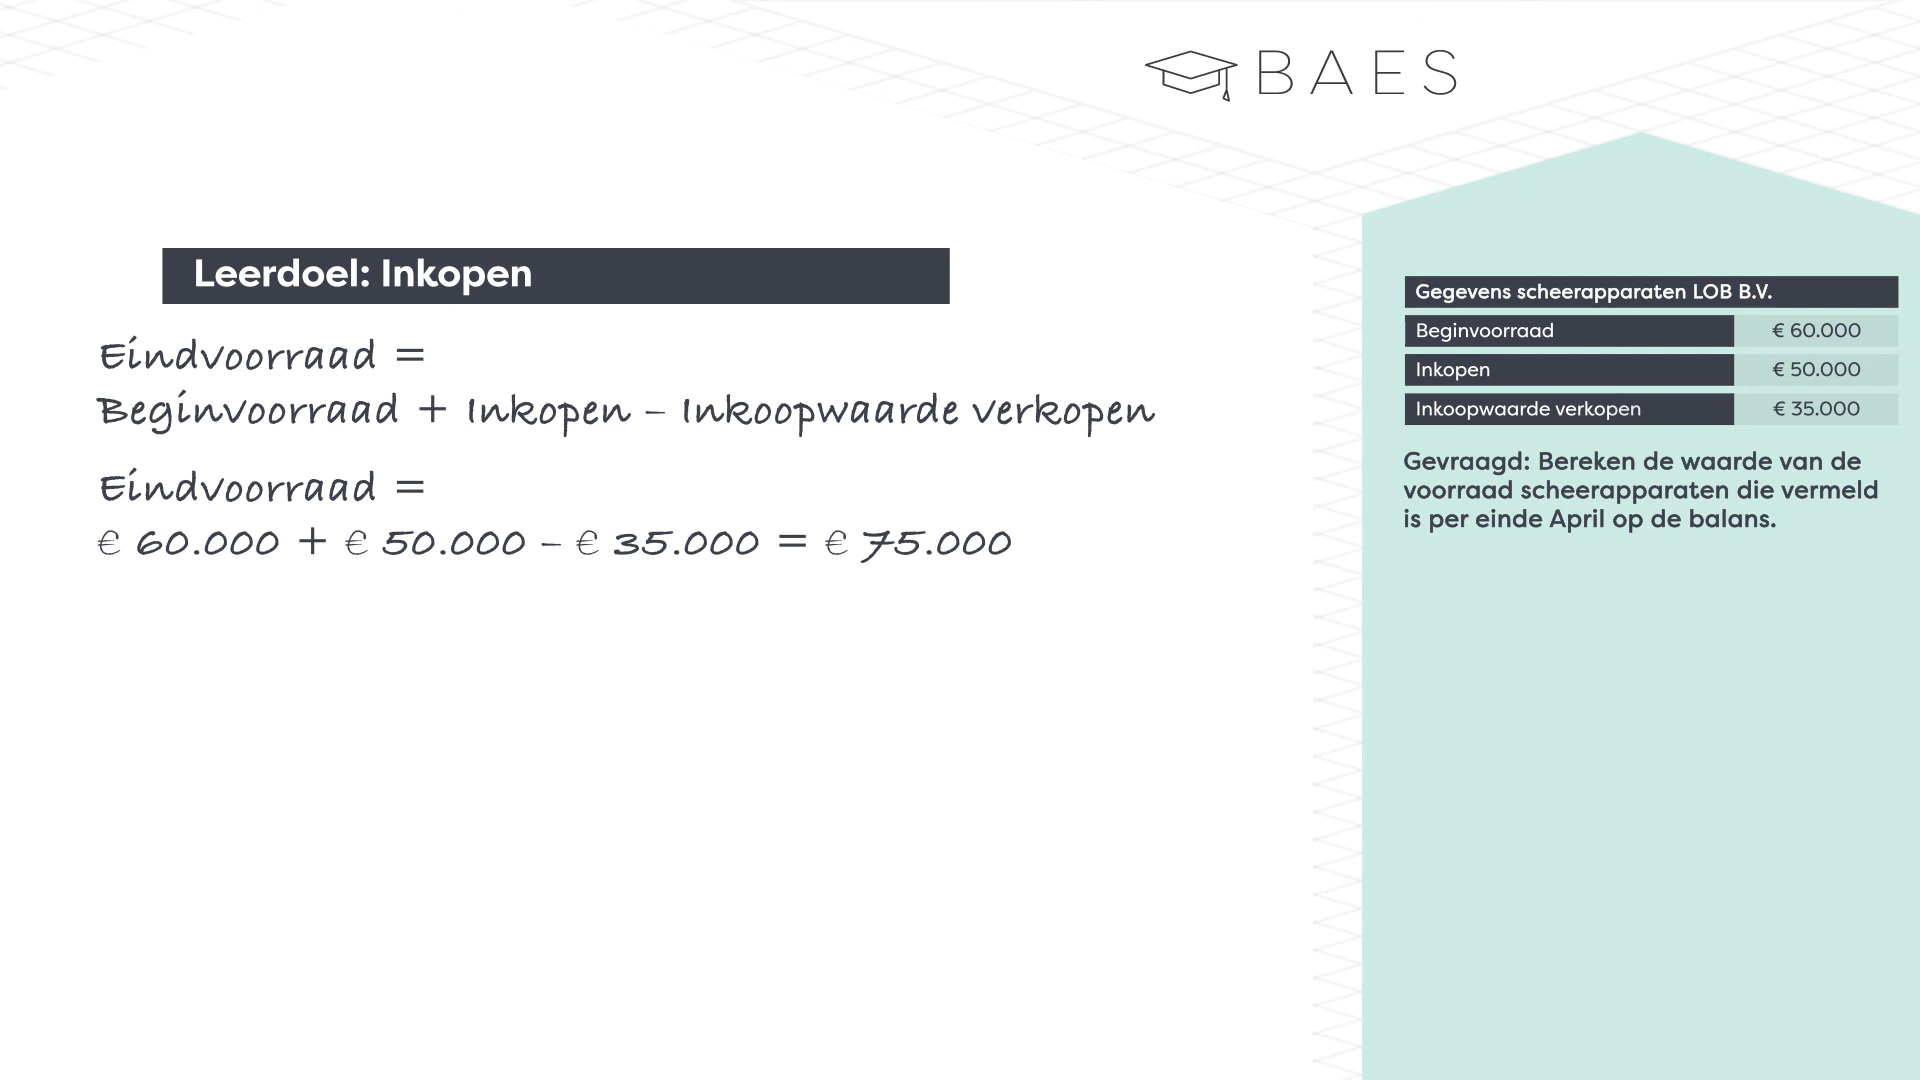 BAES
Leerdoel: Inkopen
Eindvoorraad =
Beginvoorraad + Inkopen – Inkoopwaarde verkopen
Eindvoorraad =
€ 60.000 + € 50.000 – € 35.000 = € 75.000
Gegevens scheerapparaten LOB B.V.
Beginvoorraad € 60.000
Inkopen € 50.000
Inkoopwaarde verkopen € 35.000
Gevraagd: Bereken de waarde van de
voorraad scheerapparaten die vermeld
is per einde April op de balans.